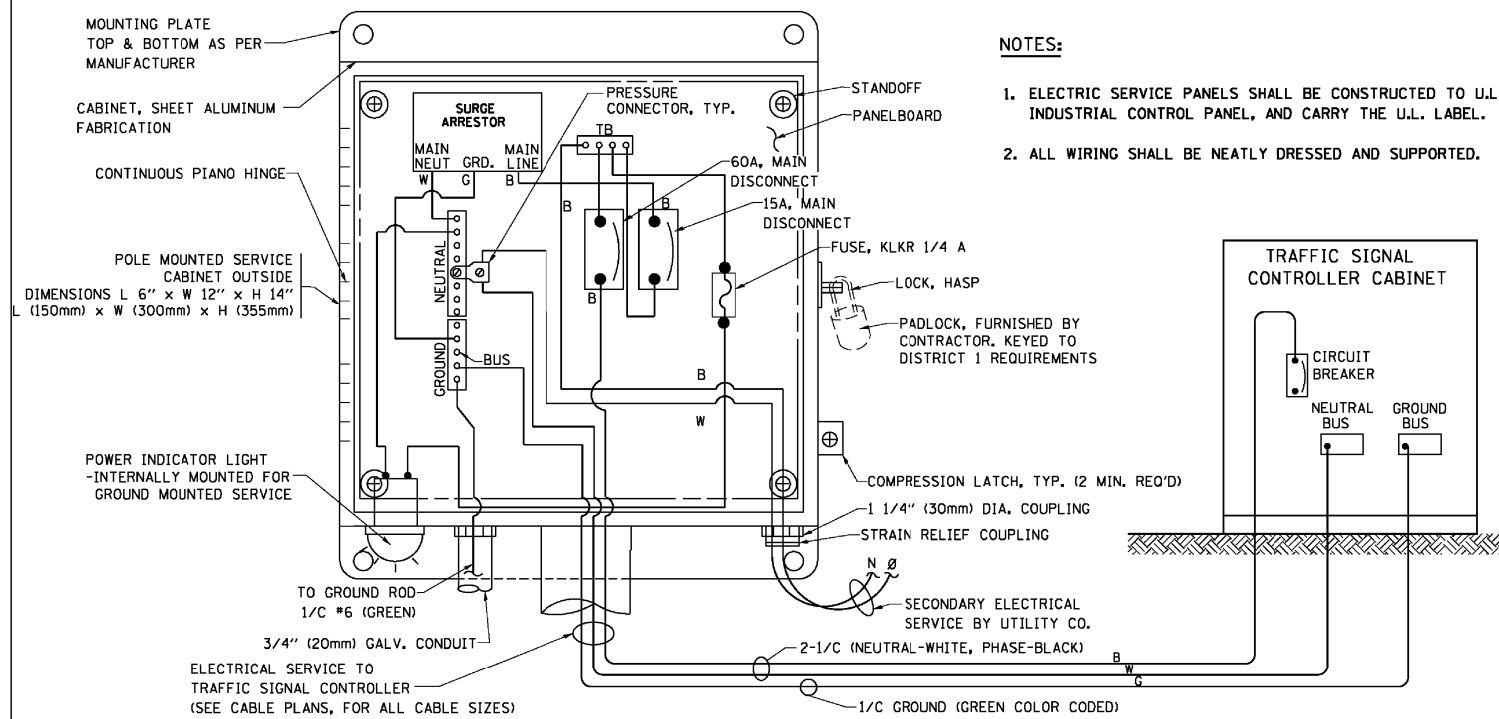 MOUNTING PLATE
TOP & BOTTOM AS PER
MANUFACTURER
CABINET, SHEET ALUMINUM
FABRICATION
CONTINUOUS PIANO HINGE
POLE MOUNTED SERVICE
CABINET OUTSIDE
DIMENSIONS L 6" x W 12" x H 14"
L (150mm) x W (300mm) x H (355mm)
POWER INDICATOR LIGHT
-INTERNALLY MOUNTED FOR
GROUND MOUNTED SERVICE
SURGE
ARRESTOR
MAIN
NEUT
GRD.
MAIN
LINE
W
G
B
PRESSURE
CONNECTOR, TYP.
TB
STANDOFF
PANELBOARD
60A, MAIN
DISCONNECT
15A, MAIN
DISCONNECT
B
B
B
FUSE, KLKR 1/4 A
LOCK, HASP
PADLOCK, FURNISHED BY
CONTRACTOR. KEYED TO
DISTRICT 1 REQUIREMENTS
NEUTRAL
GROUND
BUS
B
W
COMPRESSION LATCH, TYP. (2 MIN. REQ'D)
1 1/4" (30mm) DIA. COUPLING
STRAIN RELIEF COUPLING
N Ø
SECONDARY ELECTRICAL
SERVICE BY UTILITY CO.
TO GROUND ROD
1/C #6 (GREEN)
3/4" (20mm) GALV. CONDUIT
ELECTRICAL SERVICE TO
TRAFFIC SIGNAL CONTROLLER
(SEE CABLE PLANS, FOR ALL CABLE SIZES)
2-1/C (NEUTRAL-WHITE, PHASE-BLACK)
B
W
G
1/C GROUND (GREEN COLOR CODED)
NOTES:
1. ELECTRIC SERVICE PANELS SHALL BE CONSTRUCTED TO U.L
INDUSTRIAL CONTROL PANEL, AND CARRY THE U.L. LABEL.
2. ALL WIRING SHALL BE NEATLY DRESSED AND SUPPORTED.
TRAFFIC SIGNAL
CONTROLLER CABINET
CIRCUIT
BREAKER
NEUTRAL
BUS
GROUND
BUS